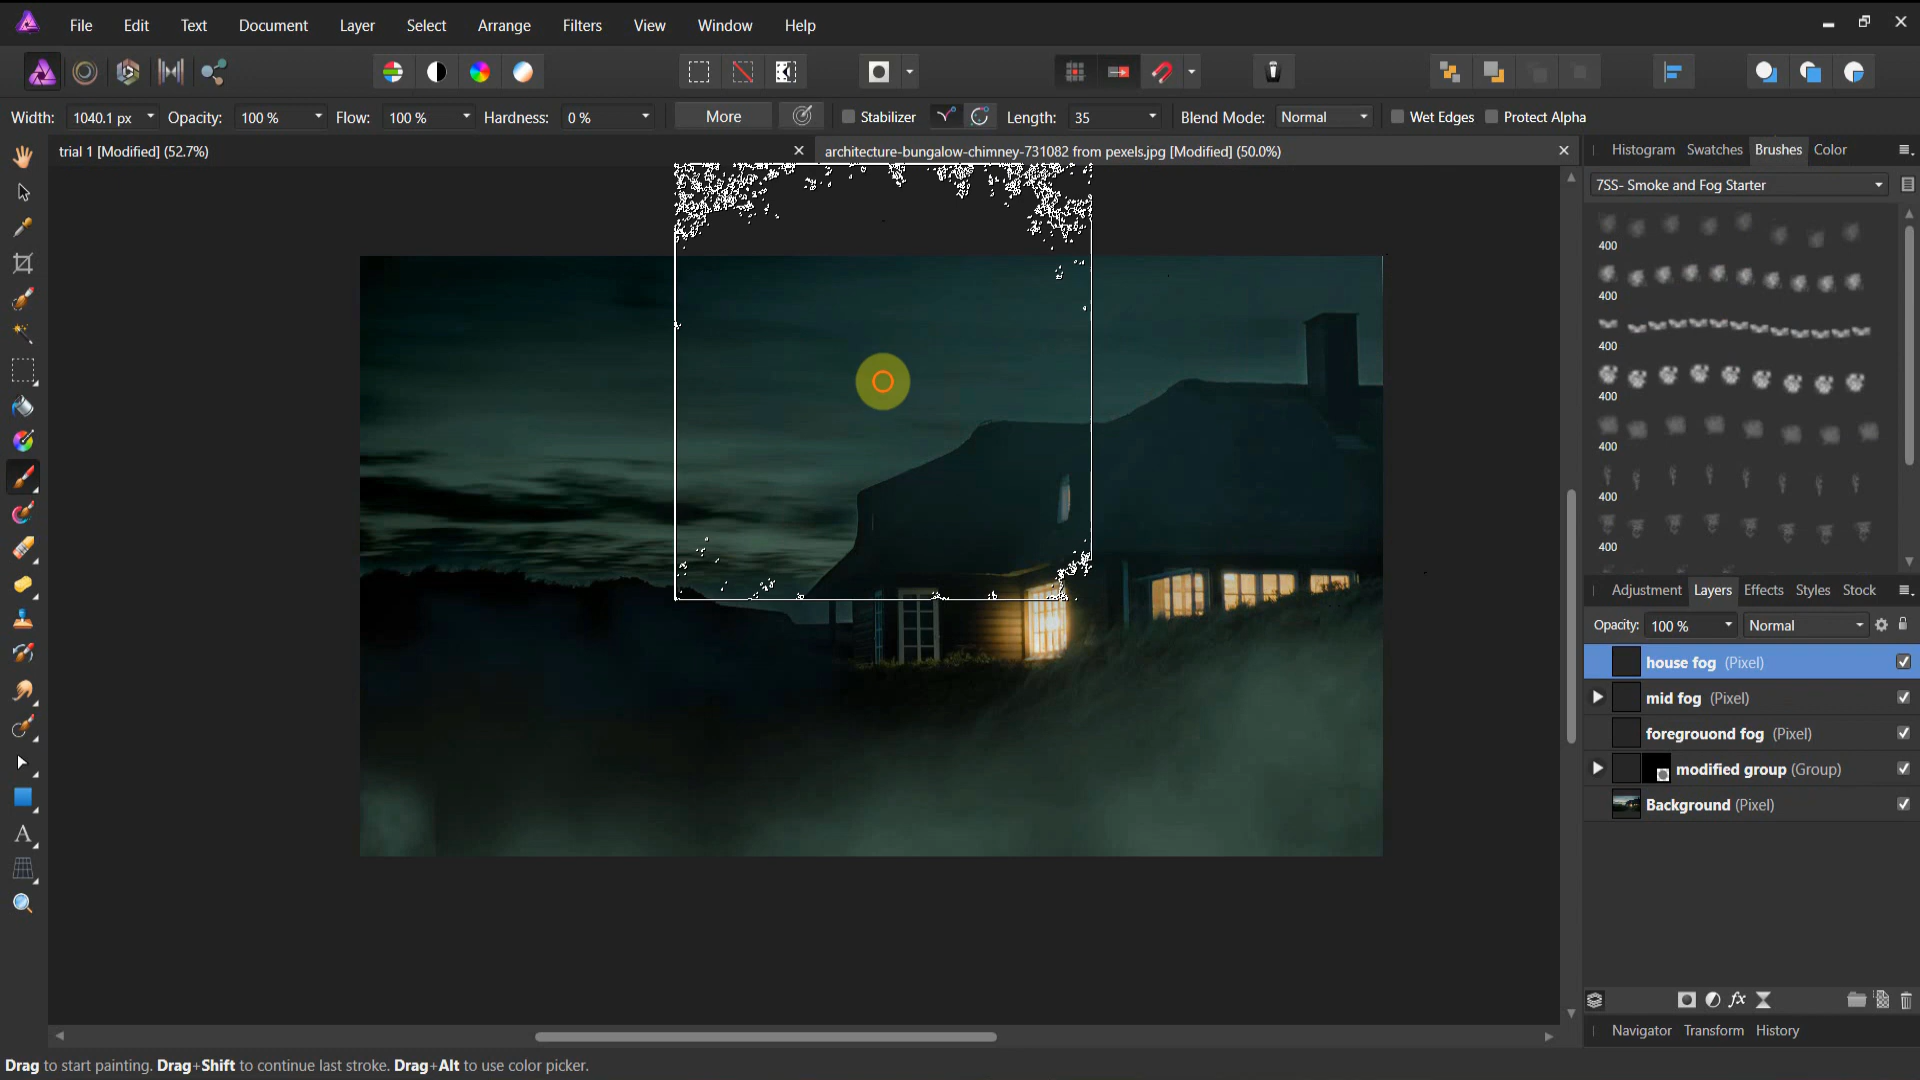 File Edit Text Document Layer Select Arrange Filters View Window Help
Width: 1040.1 px Opacity: 100 % Flow: 100 % Hardness: 0 % More Stabilizer Length: 35 Blend Mode: Normal Wet Edges Protect Alpha
trial 1 [Modified] (52.7%)
architecture-bungalow-chimney-731082 from pexels.jpg [Modified] (50.0%)
Histogram Swatches Brushes Color
7SS- Smoke and Fog Starter
400
400
400
400
400
400
400
Adjustment Layers Effects Styles Stock
Opacity: 100 % Normal
house fog (Pixel)
mid fog (Pixel)
foregrouond fog (Pixel)
modified group (Group)
Background (Pixel)
fx
Navigator Transform History
Drag to start painting. Drag+Shift to continue last stroke. Drag+Alt to use color picker.